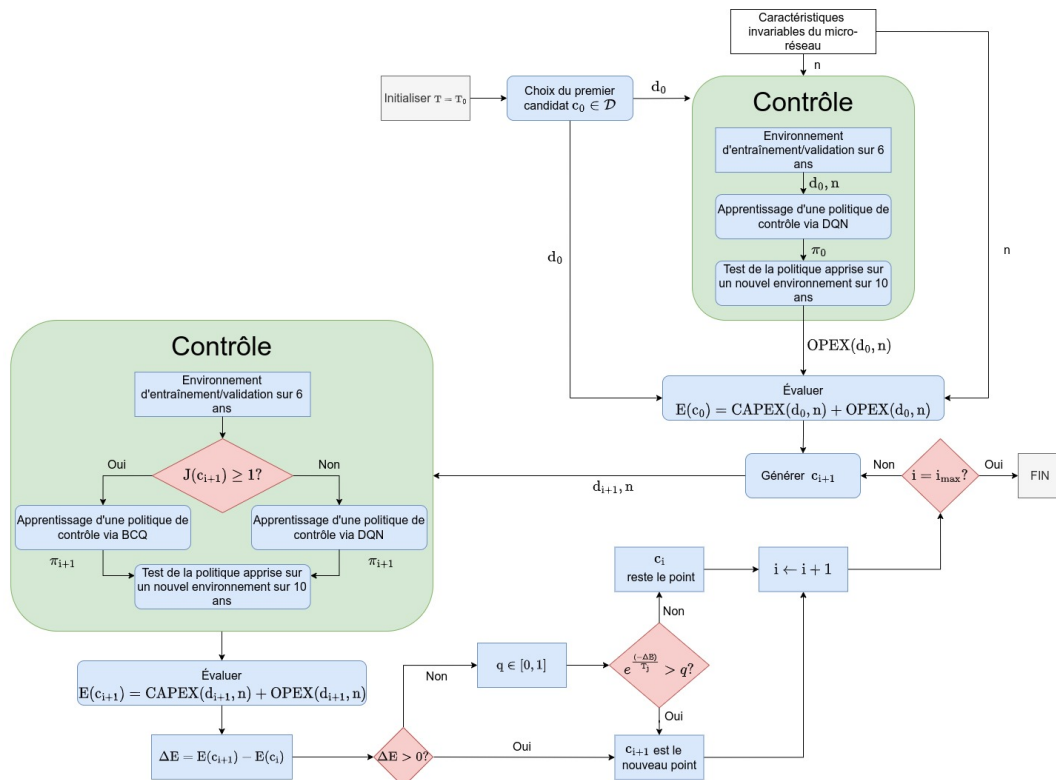 Caractéristiques
invariables du micro-
réseau
n
n
Initialiser T = T₀
Choix du premier
candidat c₀ ∈ 𝒟
d₀
d₀
Contrôle
Environnement
d'entraînement/validation sur 6
ans
d₀, n
Apprentissage d'une politique de
contrôle via DQN
π₀
Test de la politique apprise sur
un nouvel environnement sur 10
ans
OPEX(d₀, n)
Évaluer
E(c₀) = CAPEX(d₀, n) + OPEX(d₀, n)
Générer cᵢ₊₁
dᵢ₊₁, n
Non
i = iₘₐₓ?
Oui
FIN
Contrôle
Environnement
d'entraînement/validation sur 6
ans
J(cᵢ₊₁) ≥ 1?
Oui
Non
Apprentissage d'une politique de
contrôle via BCQ
Apprentissage d'une politique de
contrôle via DQN
πᵢ₊₁
πᵢ₊₁
Test de la politique apprise sur
un nouvel environnement sur 10
ans
Évaluer
E(cᵢ₊₁) = CAPEX(dᵢ₊₁, n) + OPEX(dᵢ₊₁, n)
ΔE = E(cᵢ₊₁) − E(cᵢ)
ΔE > 0?
Non
Oui
q ∈ [0, 1]
e^((−ΔE)/Tⱼ) > q?
Non
Oui
cᵢ
reste le point
cᵢ₊₁ est le
nouveau point
i ← i + 1